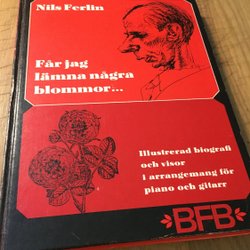 Nils Ferlin
Får jag
lämna några
blommor...
Illustrerad biografi
och visor
i arrangemang för
piano och gitarr
BFB